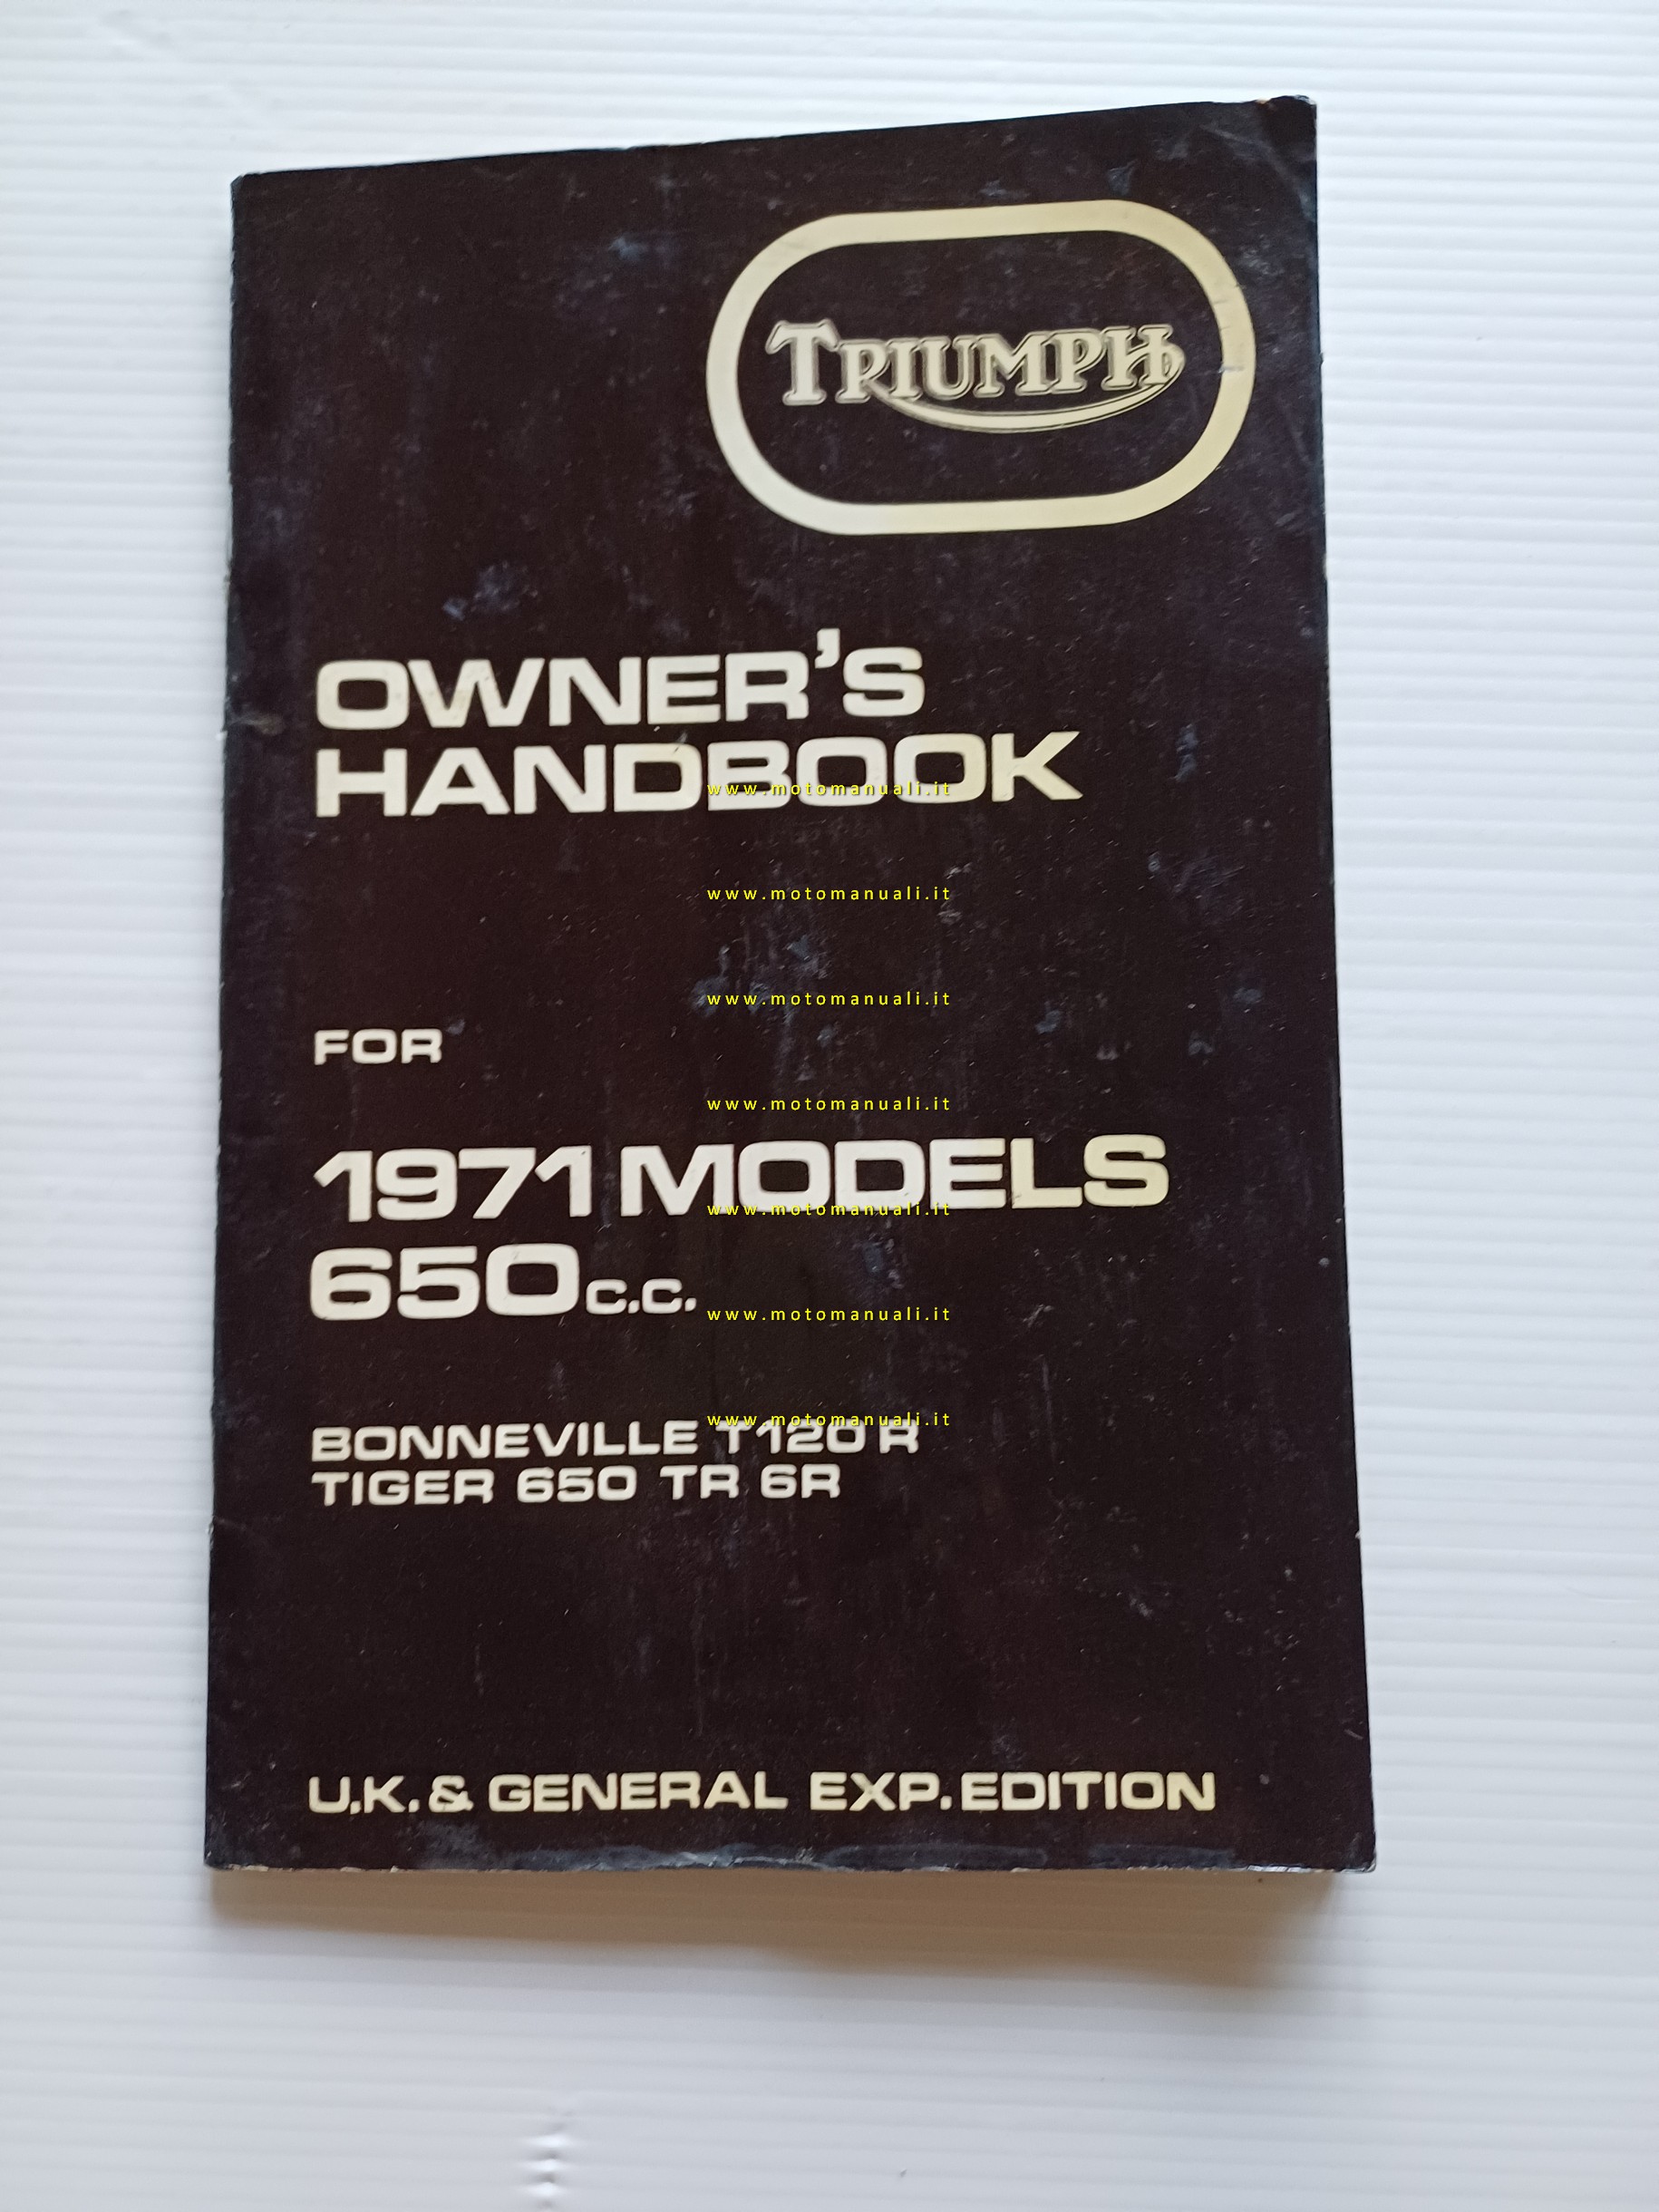 TRIUMPH
OWNER'S
HANDBOOK
www.motomanuali.it
www.motomanuali.it
www.motomanuali.it
FOR
www.motomanuali.it
1971 MODELS
www.motomanuali.it
650 c.c.
www.motomanuali.it
www.motomanuali.it
BONNEVILLE T120 R
TIGER 650 TR 6R
U.K. & GENERAL EXP. EDITION